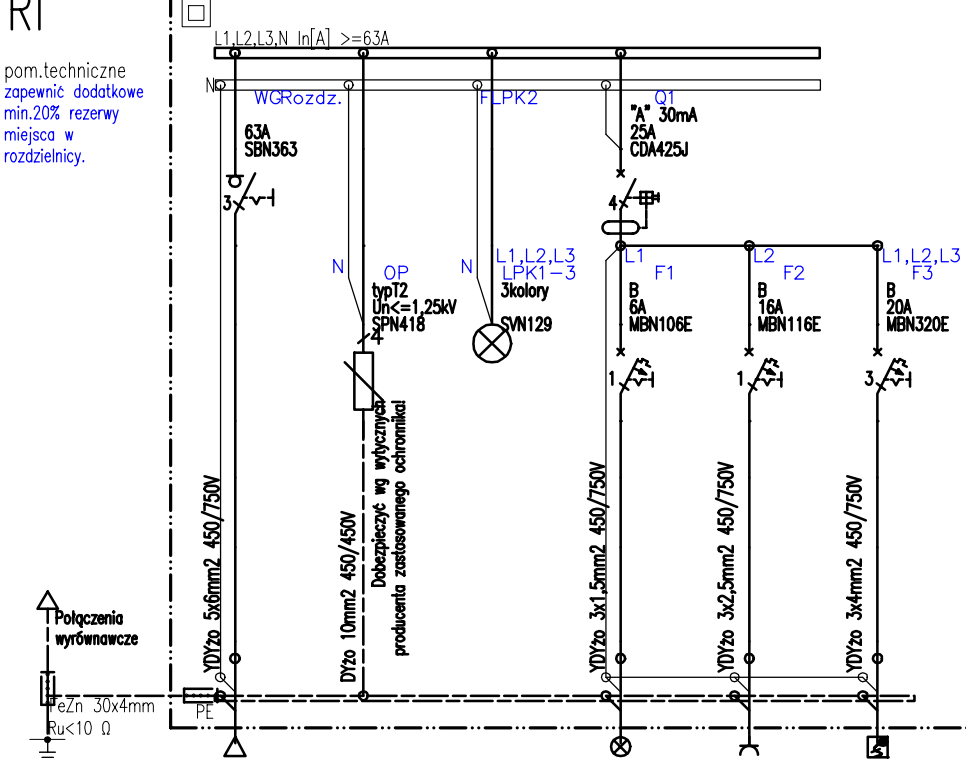 RI
L1,L2,L3,N In[A] >=63A
pom.techniczne
zapewnić dodatkowe
min.20% rezerwy
miejsca w
rozdzielnicy.
N
WGRozdz.
FLPK2
Q1
"A" 30mA
25A
CDA425J
63A
SBN363
3
4
N
OP
typT2
Un<=1,25kV
SPN418
4
N
L1,L2,L3
LPK1-3
3kolory
SVN129
L1
F1
B
6A
MBN106E
1
L2
F2
B
16A
MBN116E
1
L1,L2,L3
F3
B
20A
MBN320E
3
YDYżo 5x6mm2 450/750V
DYżo 10mm2 450/450V
Dobezpieczyć wg wytycznych
producenta zastosowanego ochronnika!
YDYżo 3x1,5mm2 450/750V
YDYżo 3x2,5mm2 450/750V
YDYżo 3x4mm2 450/750V
Połączenia
wyrównawcze
FeZn 30x4mm
Ru<10 Ω
PE